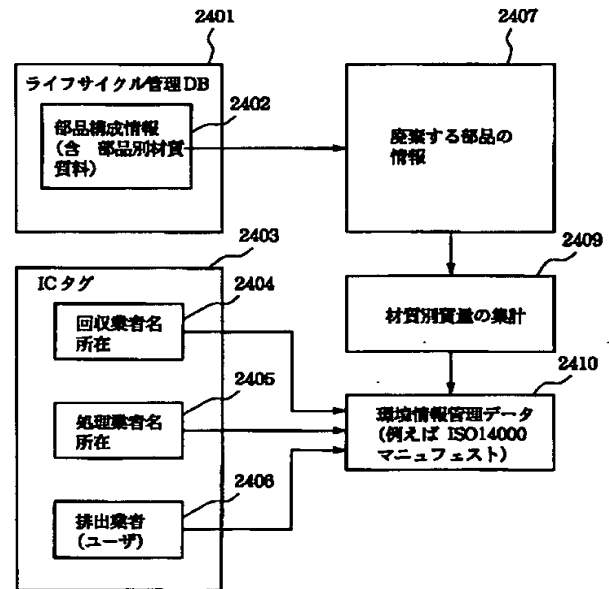 2401
ライフサイクル管理DB
2402
部品構成情報
(含 部品別材質
質料)
2407
廃棄する部品の
情報
2403
ICタグ
2404
回収業者名
所在
2405
処理業者名
所在
2406
排出業者
(ユーザ)
2409
材質別質量の集計
2410
環境情報管理データ
(例えば ISO14000
マニュフェスト)